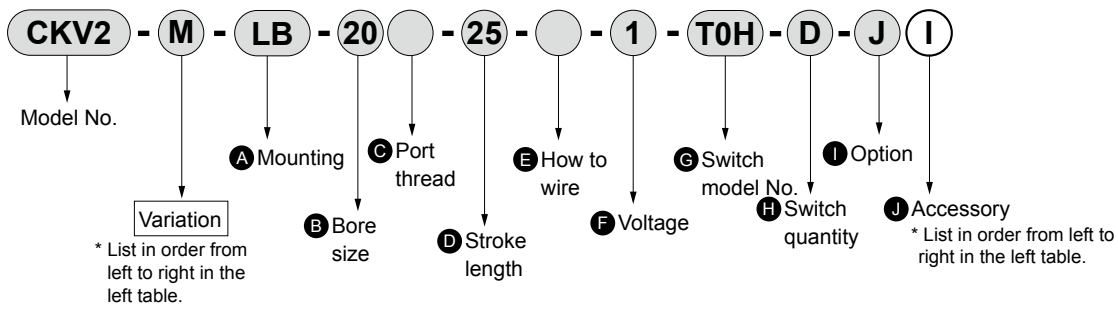 CKV2 - M - LB - 20 - 25 - - 1 - T0H - D - J I
Model No.
A Mounting
C Port
thread
E How to
wire
G Switch
model No.
I Option
Variation
* List in order from
left to right in the
left table.
B Bore
size
D Stroke
length
F Voltage
H Switch
quantity
J Accessory
* List in order from left to
right in the left table.